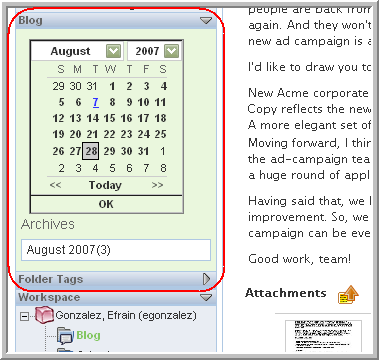 Blog
August 2007
S M T W T F S
29 30 31 1 2 3 4
5 6 7 8 9 10 11
12 13 14 15 16 17 18
19 20 21 22 23 24 25
26 27 28 29 30 31 1
2 3 4 5 6 7 8
<< Today >>
OK
Archives
August 2007(3)
Folder Tags
Workspace
Gonzalez, Efrain (egonzalez)
Blog
people are back from
again. And they won't
new ad campaign is a
I'd like to draw you to
New Acme corporate
Copy reflects the new
A more elegant set of
Moving forward, I thin
the ad-campaign tea
a huge round of appl
Having said that, we l
improvement. So, we
campaign can be eve
Good work, team!
Attachments